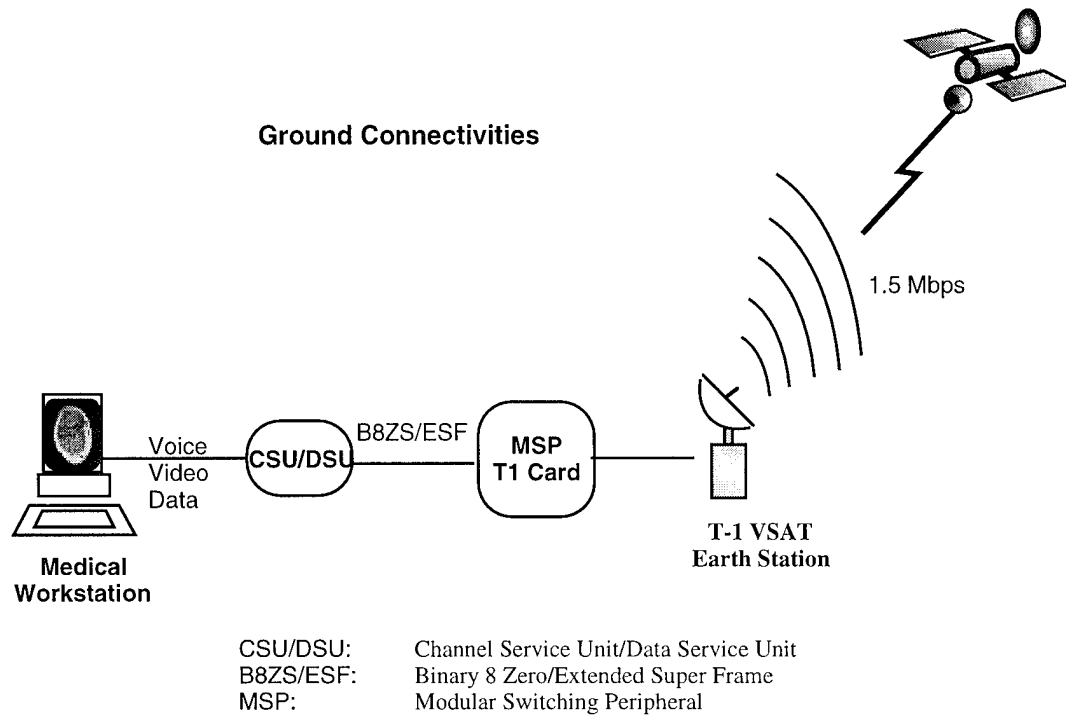 Ground Connectivities
1.5 Mbps
Voice
Video
Data
CSU/DSU
B8ZS/ESF
MSP
T1 Card
T-1 VSAT
Earth Station
Medical
Workstation
CSU/DSU: Channel Service Unit/Data Service Unit
B8ZS/ESF: Binary 8 Zero/Extended Super Frame
MSP: Modular Switching Peripheral